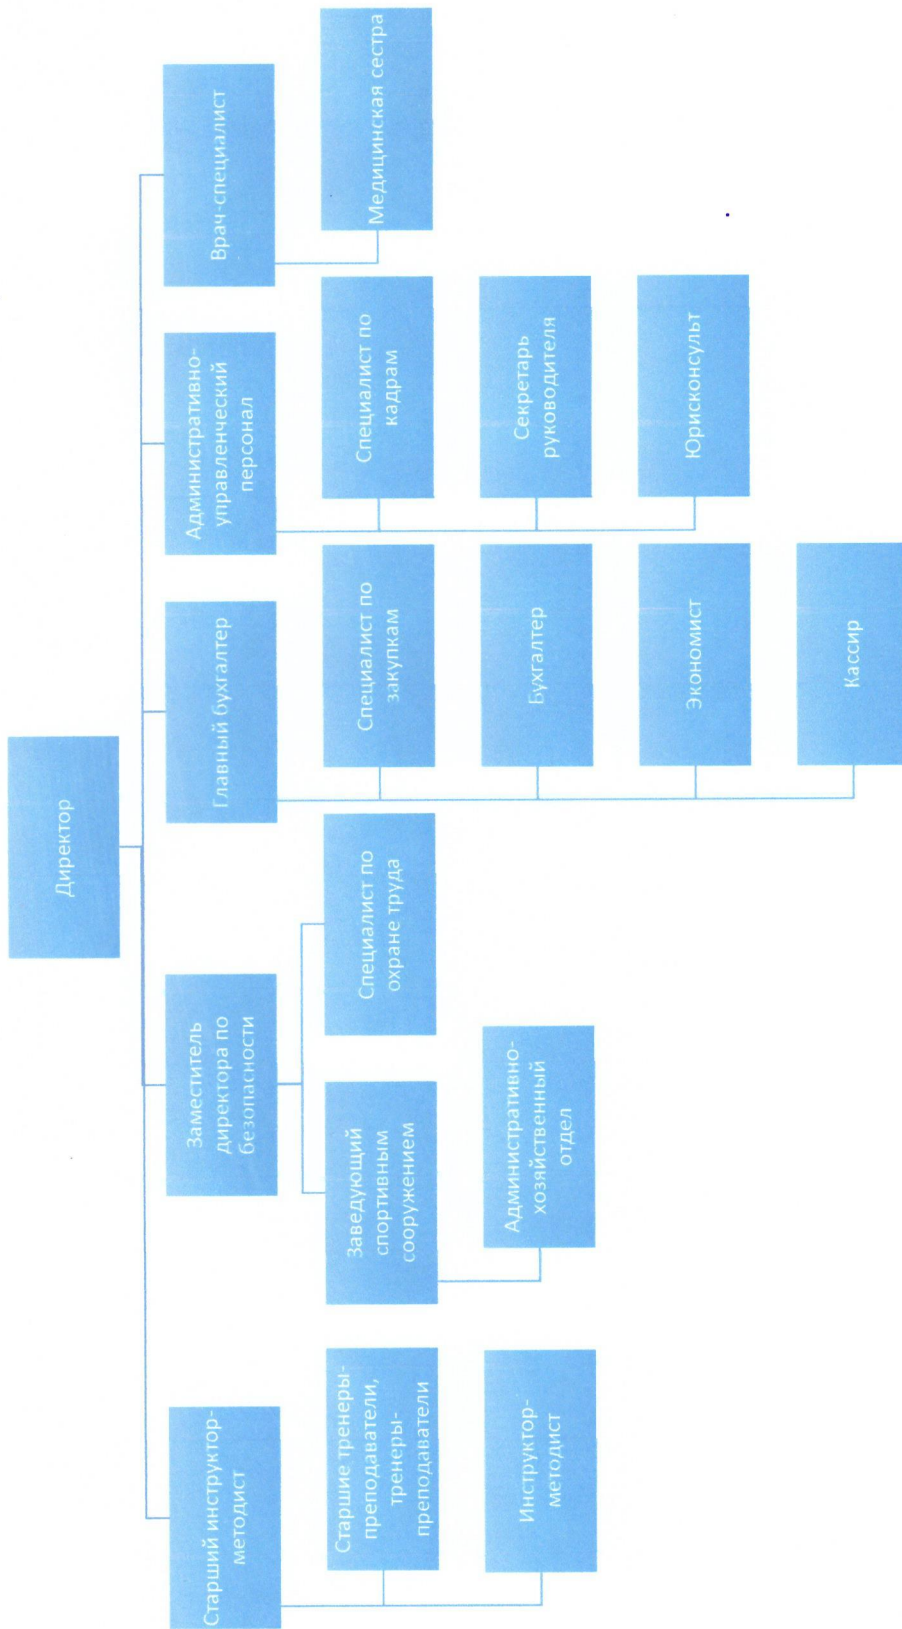 Директор
Старший инструктор-
методист
Заместитель
директора по
безопасности
Главный бухгалтер
Административно-
управленческий
персонал
Врач-специалист
Старшие тренеры-
преподаватели,
тренеры-
преподаватели
Инструктор-
методист
Заведующий
спортивным
сооружением
Административно-
хозяйственный
отдел
Специалист по
охране труда
Специалист по
закупкам
Бухгалтер
Экономист
Кассир
Специалист по
кадрам
Секретарь
руководителя
Юрисконсульт
Медицинская сестра